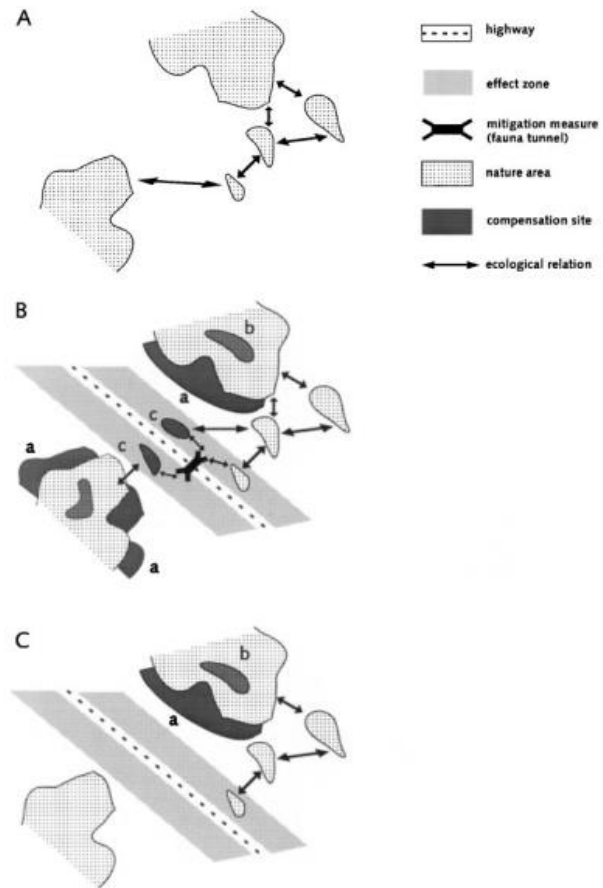 A
highway
effect zone
mitigation measure
(fauna tunnel)
nature area
compensation site
ecological relation
B
b
a
c
c
a
a
C
b
a